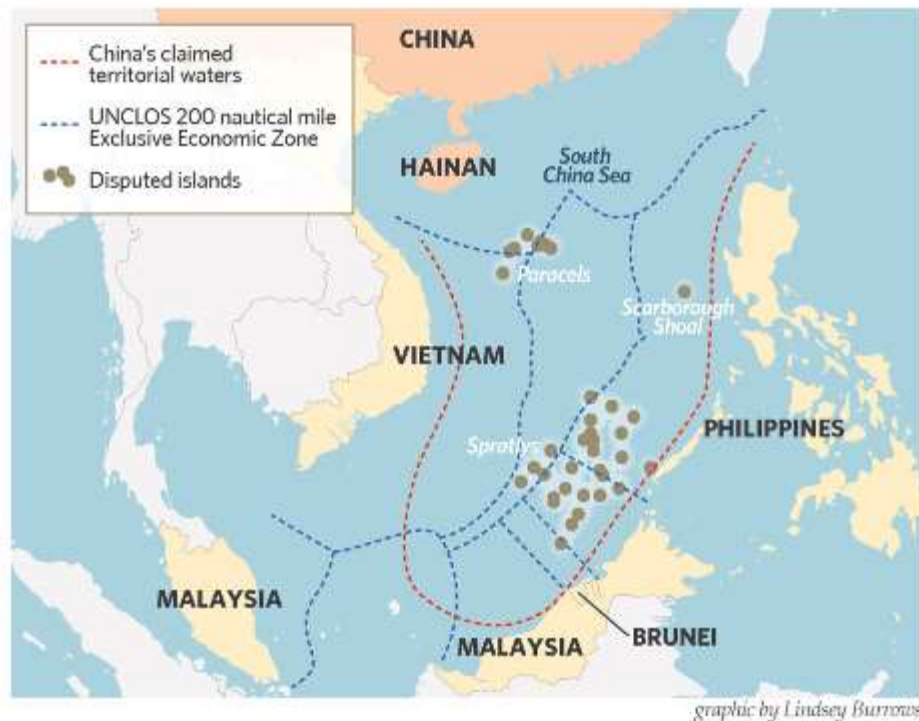 China's claimed
territorial waters
UNCLOS 200 nautical mile
Exclusive Economic Zone
Disputed islands
CHINA
HAINAN
South
China Sea
Paracels
Scarborough
Shoal
VIETNAM
Spratlys
PHILIPPINES
MALAYSIA
MALAYSIA
BRUNEI
graphic by Lindsey Burrows